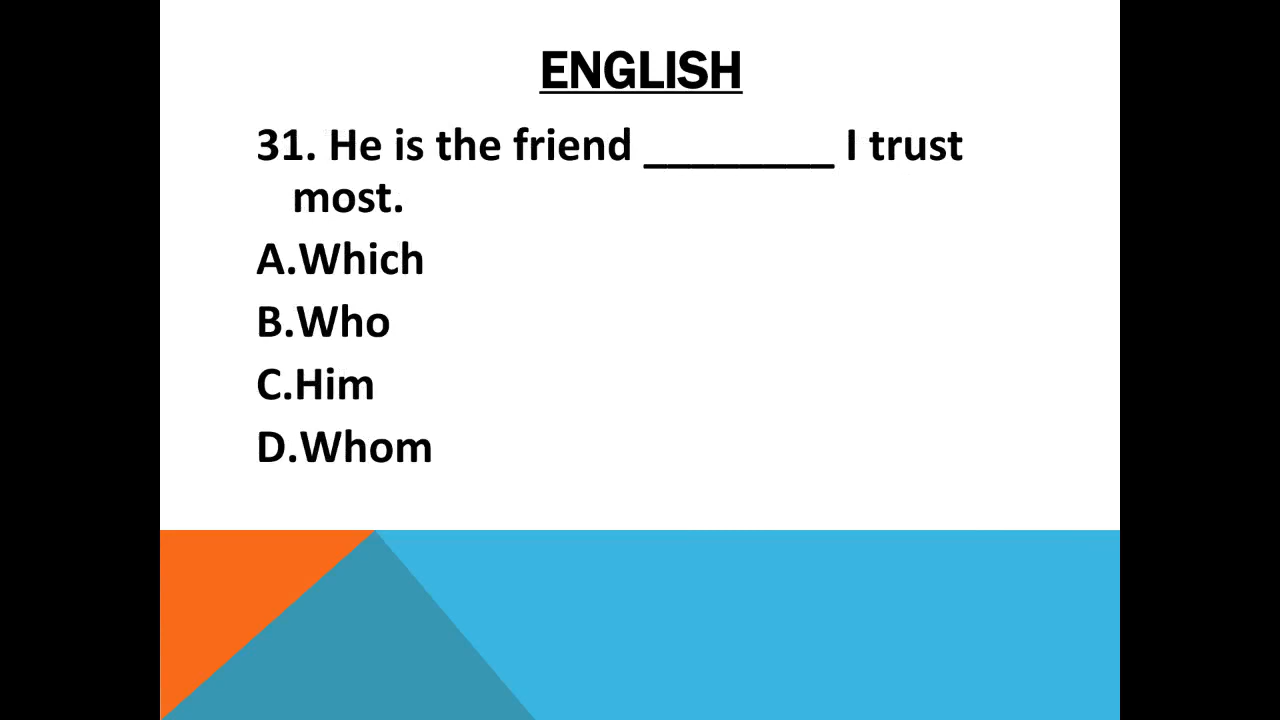 ENGLISH
31. He is the friend ________ I trust
most.
A.Which
B.Who
C.Him
D.Whom